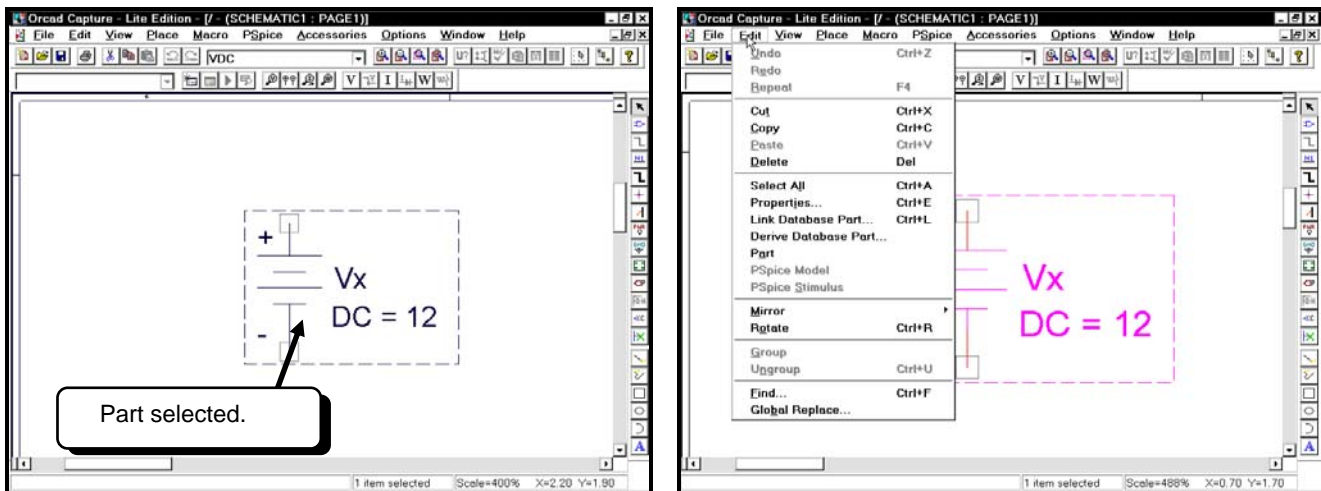 Orcad Capture - Lite Edition - [/ - (SCHEMATIC1 : PAGE1)]
File Edit View Place Macro PSpice Accessories Options Window Help
VDC
V I W
+
Vx
DC = 12
-
Part selected.
1 item selected Scale=400% X=2.20 Y=1.90
Orcad Capture - Lite Edition - [/ - (SCHEMATIC1 : PAGE1)]
File Edit View Place Macro PSpice Accessories Options Window Help
V I W
Undo Ctrl+Z
Redo
Repeat F4
Cut Ctrl+X
Copy Ctrl+C
Paste Ctrl+V
Delete Del
Select All Ctrl+A
Properties... Ctrl+E
Link Database Part... Ctrl+L
Derive Database Part...
Part
PSpice Model
PSpice Stimulus
Mirror
Rotate Ctrl+R
Group
Ungroup Ctrl+U
Find... Ctrl+F
Global Replace...
Vx
DC = 12
1 item selected Scale=488% X=0.70 Y=1.70